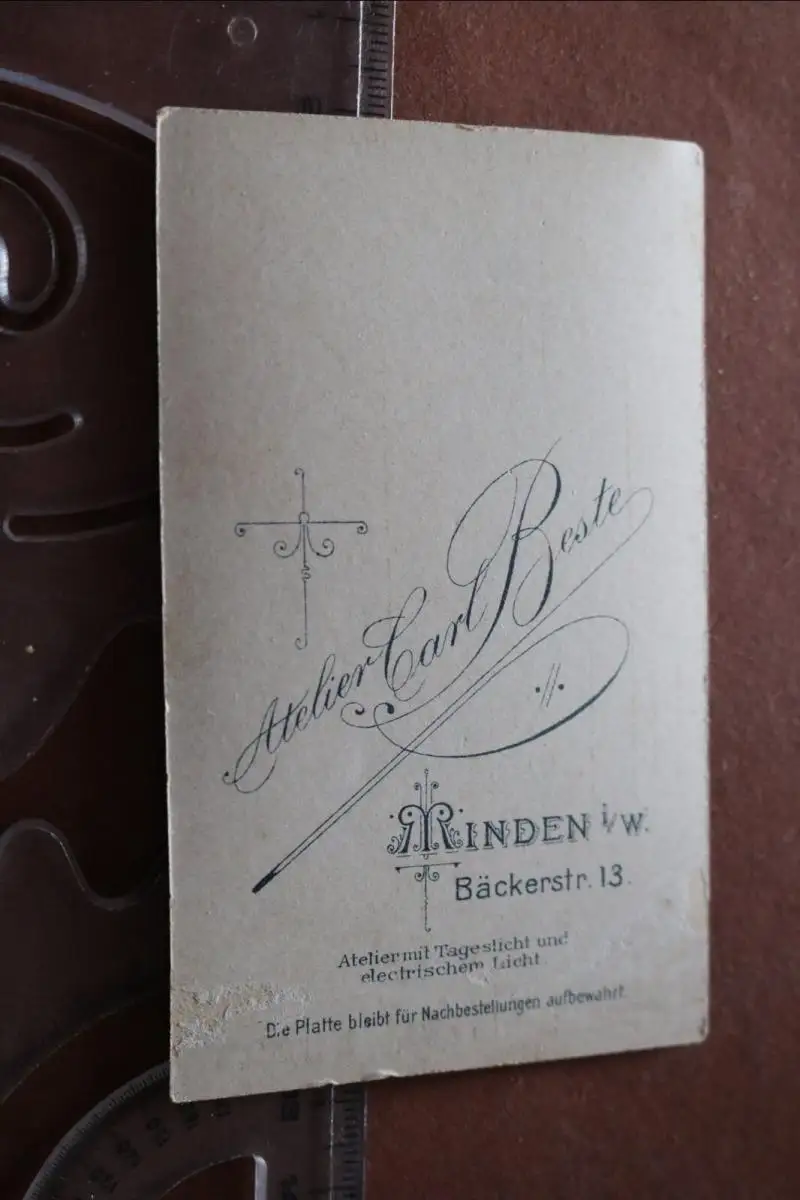 Atelier Carl Beste
MINDEN i/W.
Bäckerstr. 13.
Atelier mit Tageslicht und
electrischem Licht.
Die Platte bleibt für Nachbestellungen aufbewahrt.